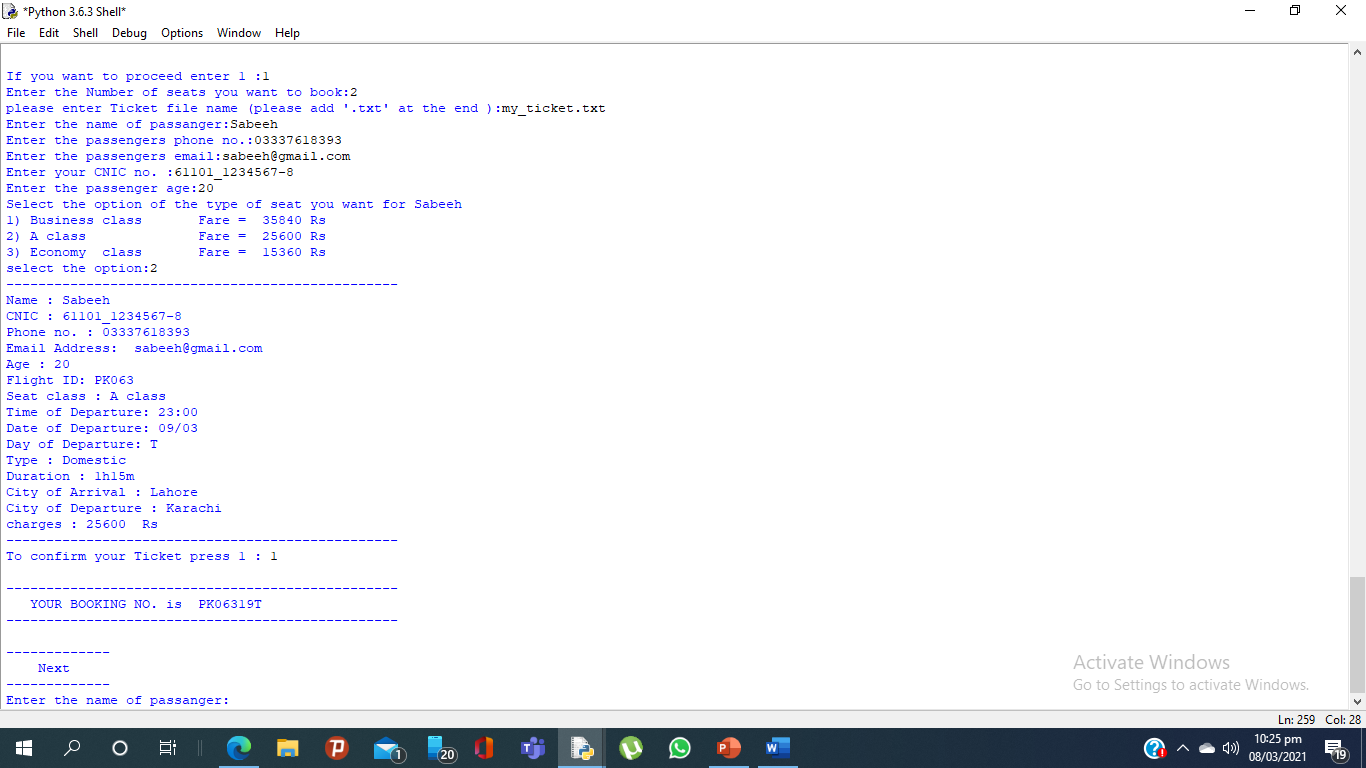 *Python 3.6.3 Shell*
File Edit Shell Debug Options Window Help
If you want to proceed enter 1 :1
Enter the Number of seats you want to book:2
please enter Ticket file name (please add '.txt' at the end ):my_ticket.txt
Enter the name of passanger:Sabeeh
Enter the passengers phone no.:03337618393
Enter the passengers email:sabeeh@gmail.com
Enter your CNIC no. :61101_1234567-8
Enter the passenger age:20
Select the option of the type of seat you want for Sabeeh
1) Business class       Fare =  35840 Rs
2) A class              Fare =  25600 Rs
3) Economy  class       Fare =  15360 Rs
select the option:2
-------------------------------------------------
Name : Sabeeh
CNIC : 61101_1234567-8
Phone no. : 03337618393
Email Address:  sabeeh@gmail.com
Age : 20
Flight ID: PK063
Seat class : A class
Time of Departure: 23:00
Date of Departure: 09/03
Day of Departure: T
Type : Domestic
Duration : 1h15m
City of Arrival : Lahore
City of Departure : Karachi
charges : 25600  Rs
-------------------------------------------------
To confirm your Ticket press 1 : 1
-------------------------------------------------
   YOUR BOOKING NO. is  PK06319T
-------------------------------------------------
-------------
    Next
-------------
Enter the name of passanger:
Activate Windows
Go to Settings to activate Windows.
Ln: 259 Col: 28
1
20
10:25 pm
08/03/2021
19